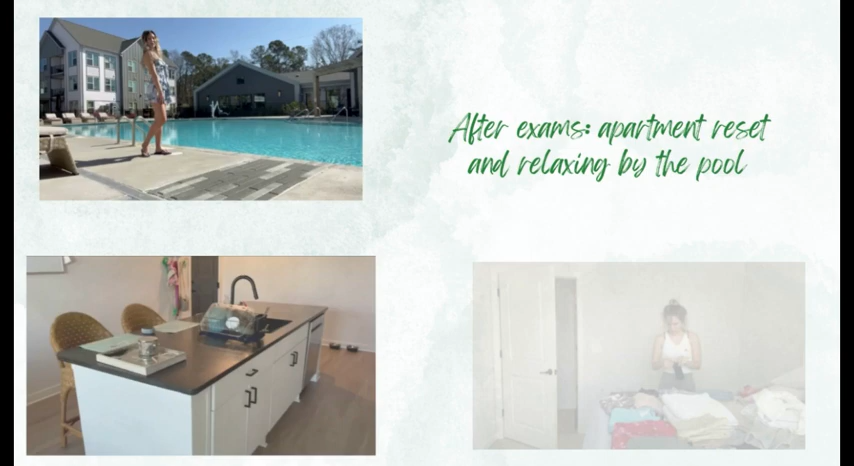 After exams: apartment reset
and relaxing by the pool